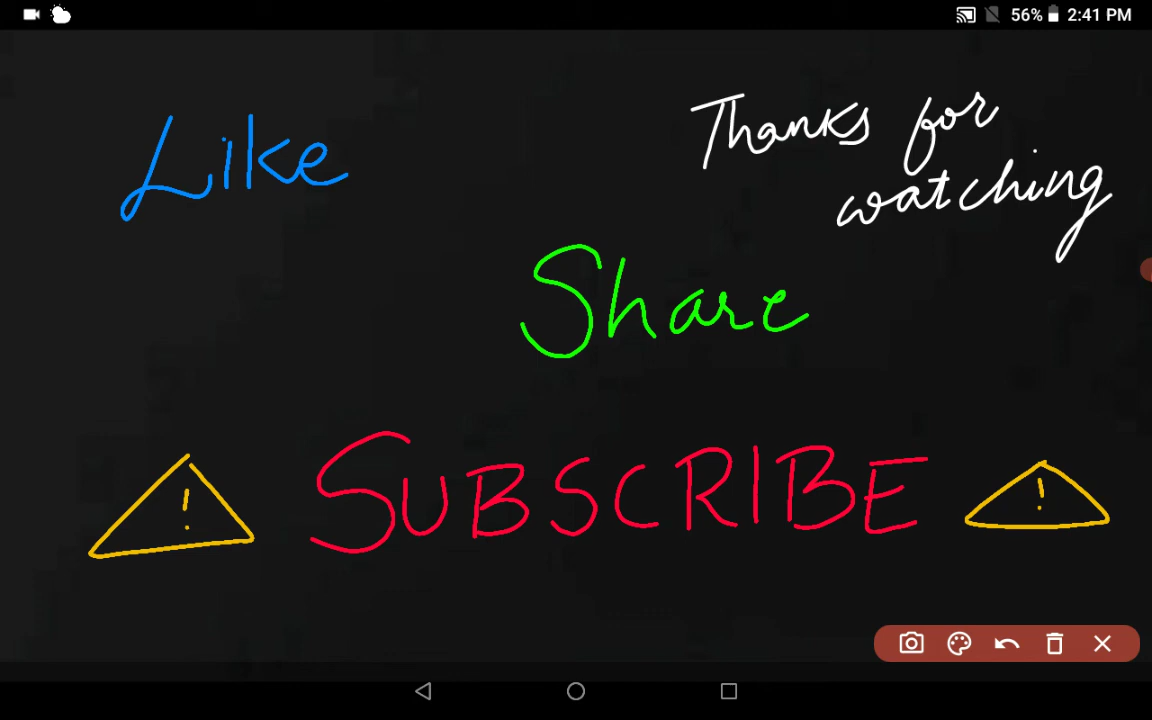 56% 2:41 PM
Like
Thanks for
watching
Share
! SUBSCRIBE !